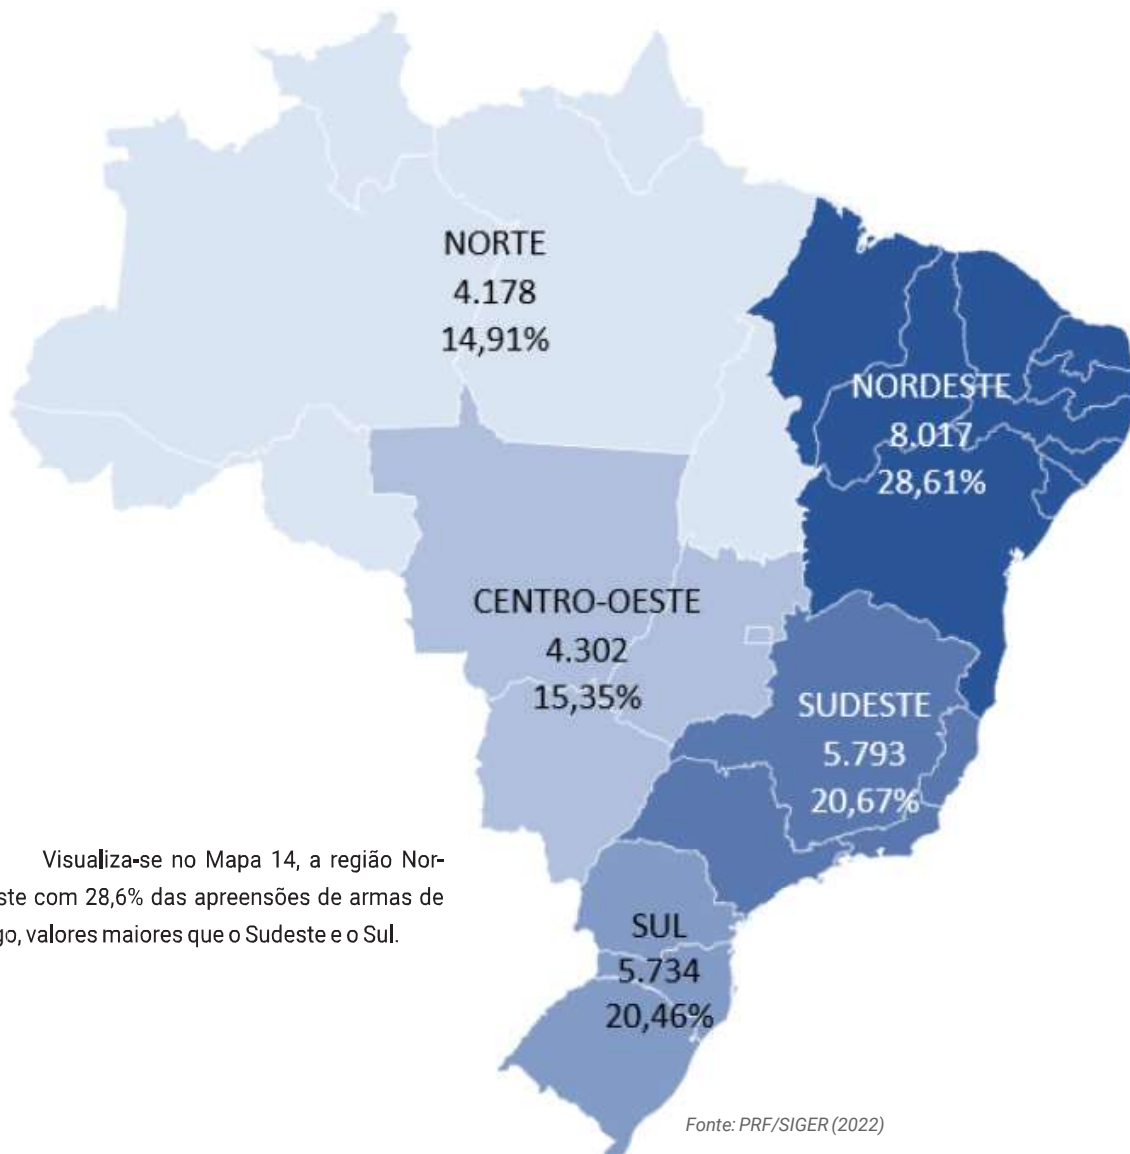 NORTE
4.178
14,91%
NORDESTE
8.017
28,61%
CENTRO-OESTE
4.302
15,35%
SUDESTE
5.793
20,67%
Visualiza-se no Mapa 14, a região Nor-
ste com 28,6% das apreensões de armas de
go, valores maiores que o Sudeste e o Sul.
SUL
5.734
20,46%
Fonte: PRF/SIGER (2022)